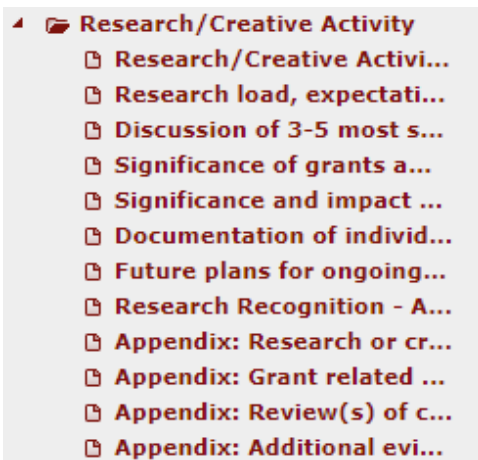 Research/Creative Activity
Research/Creative Activi...
Research load, expectati...
Discussion of 3-5 most s...
Significance of grants a...
Significance and impact ...
Documentation of individ...
Future plans for ongoing...
Research Recognition - A...
Appendix: Research or cr...
Appendix: Grant related ...
Appendix: Review(s) of c...
Appendix: Additional evi...